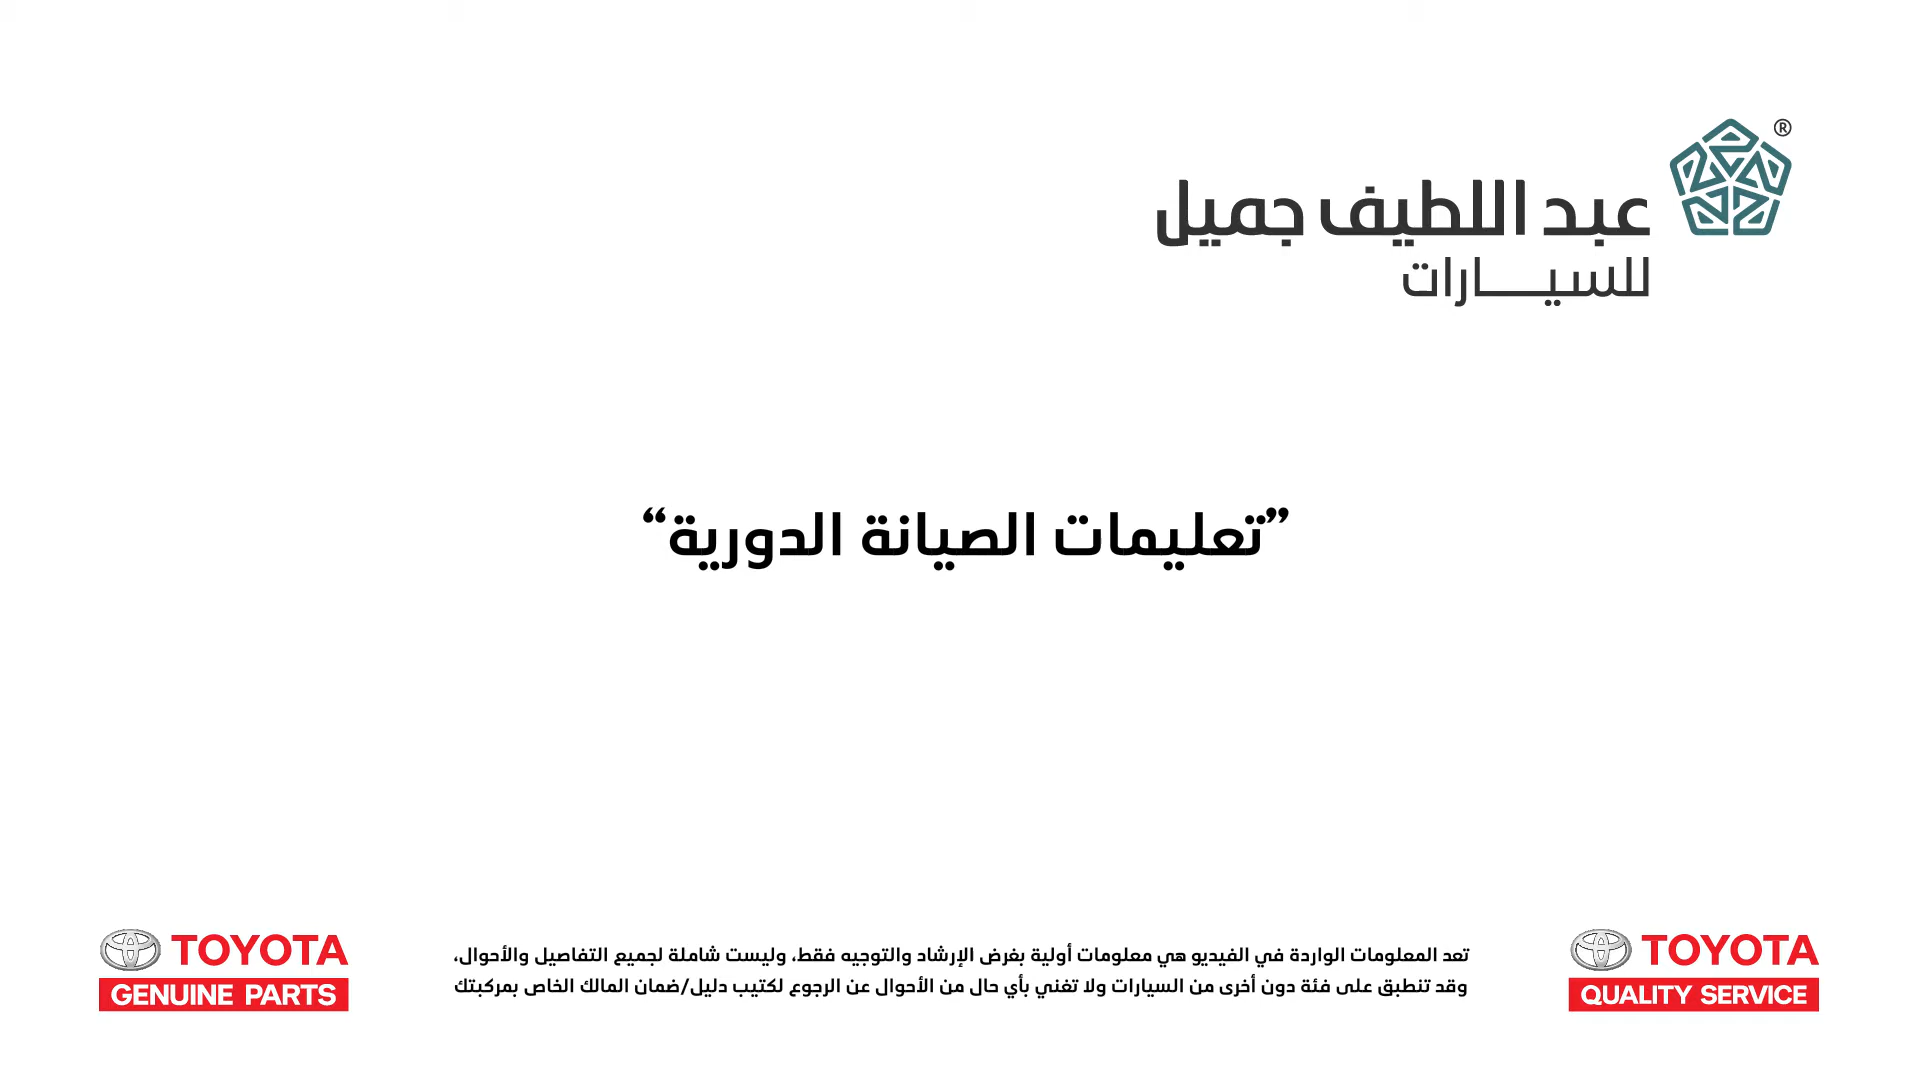 ®
عبد اللطيف جميل
للسيـــارات
”تعليمات الصيانة الدورية“
TOYOTA
GENUINE PARTS
تعد المعلومات الواردة في الفيديو هي معلومات أولية بغرض الإرشاد والتوجيه فقط، وليست شاملة لجميع التفاصيل والأحوال،
وقد تنطبق على فئة دون أخرى من السيارات ولا تغني بأي حال من الأحوال عن الرجوع لكتيب دليل/ضمان المالك الخاص بمركبتك
TOYOTA
QUALITY SERVICE